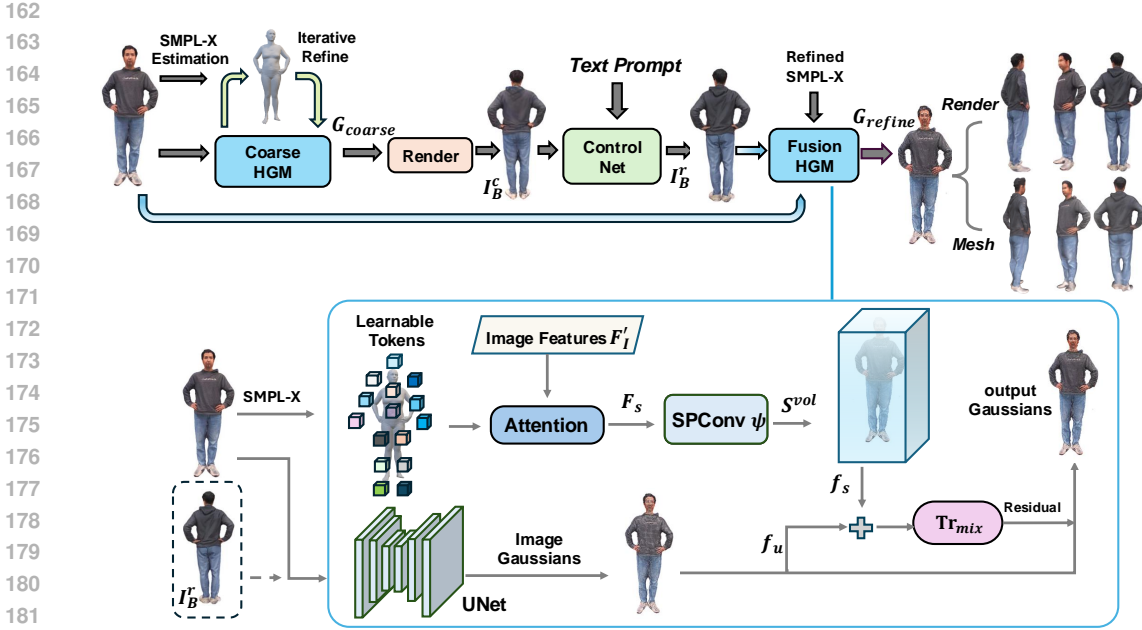 162
163
164
165
166
167
168
169
170
171
172
173
174
175
176
177
178
179
180
181
SMPL-X
Estimation
Iterative
Refine
Coarse
HGM
G_coarse
Render
I_B^c
Text Prompt
Control
Net
I_B^r
Refined
SMPL-X
Fusion
HGM
G_refine
Render
Mesh
Learnable
Tokens
Image Features F'_I
SMPL-X
Attention
F_s
SPConv ψ
S^vol
output
Gaussians
f_s
Tr_mix
Residual
f_u
Image
Gaussians
UNet
I_B^r